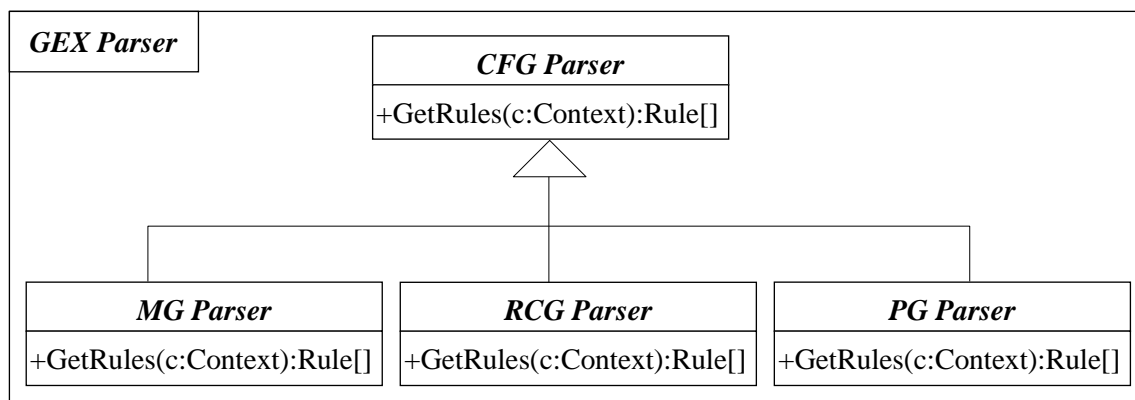 GEX Parser
CFG Parser
+GetRules(c:Context):Rule[]
MG Parser
+GetRules(c:Context):Rule[]
RCG Parser
+GetRules(c:Context):Rule[]
PG Parser
+GetRules(c:Context):Rule[]